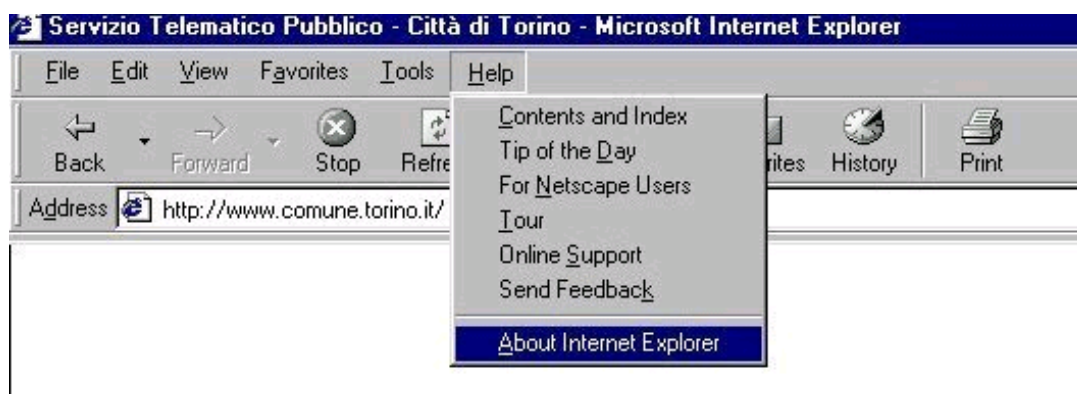 Servizio Telematico Pubblico - Città di Torino - Microsoft Internet Explorer
File Edit View Favorites Tools Help
Back Forward Stop Refre rites History Print
Address http://www.comune.torino.it/
Contents and Index
Tip of the Day
For Netscape Users
Tour
Online Support
Send Feedback
About Internet Explorer